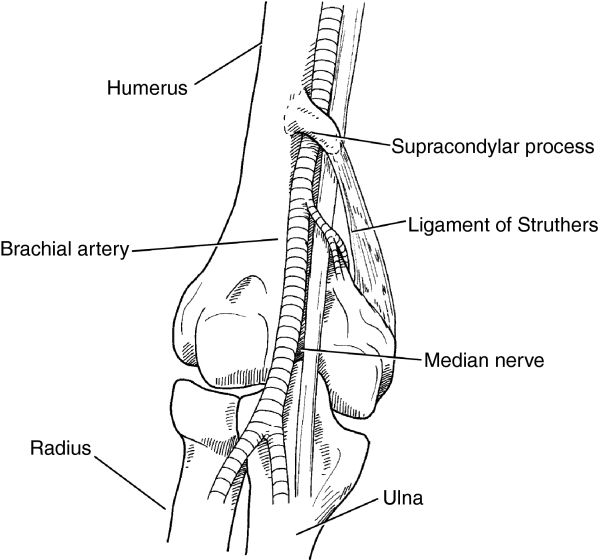 Humerus
Supracondylar process
Ligament of Struthers
Brachial artery
Median nerve
Radius
Ulna